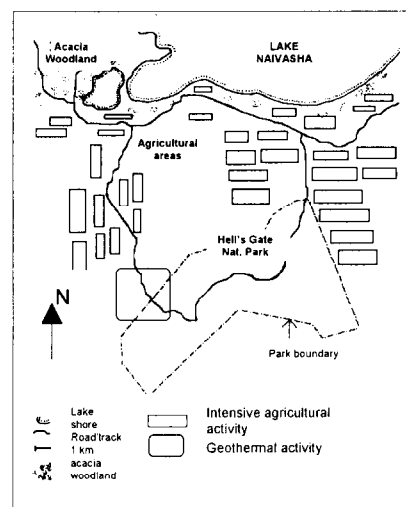 Acacia
Woodland
LAKE
NAIVASHA
Agricultural
areas
Hell's Gate
Nat. Park
N
Park boundary
Lake
shore
Road/track
1 km
acacia
woodland
Intensive agricultural
activity
Geothermal activity